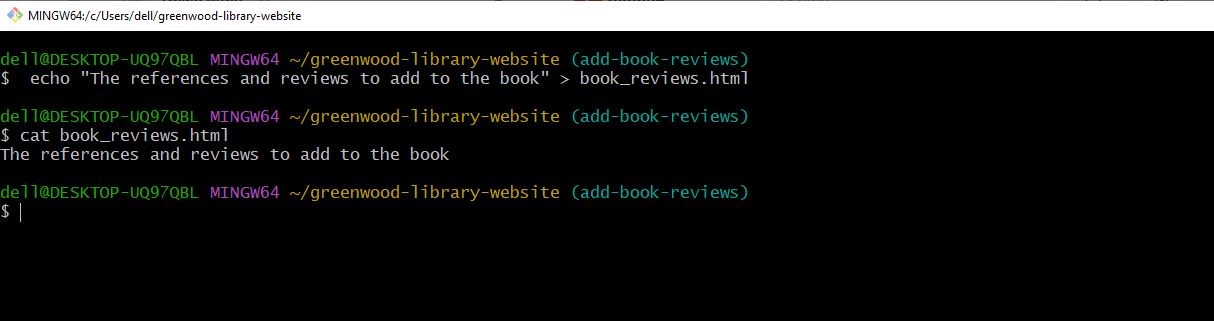 MINGW64:/c/Users/dell/greenwood-library-website
dell@DESKTOP-UQ97QBL MINGW64 ~/greenwood-library-website (add-book-reviews)
$  echo "The references and reviews to add to the book" > book_reviews.html
dell@DESKTOP-UQ97QBL MINGW64 ~/greenwood-library-website (add-book-reviews)
$ cat book_reviews.html
The references and reviews to add to the book
dell@DESKTOP-UQ97QBL MINGW64 ~/greenwood-library-website (add-book-reviews)
$